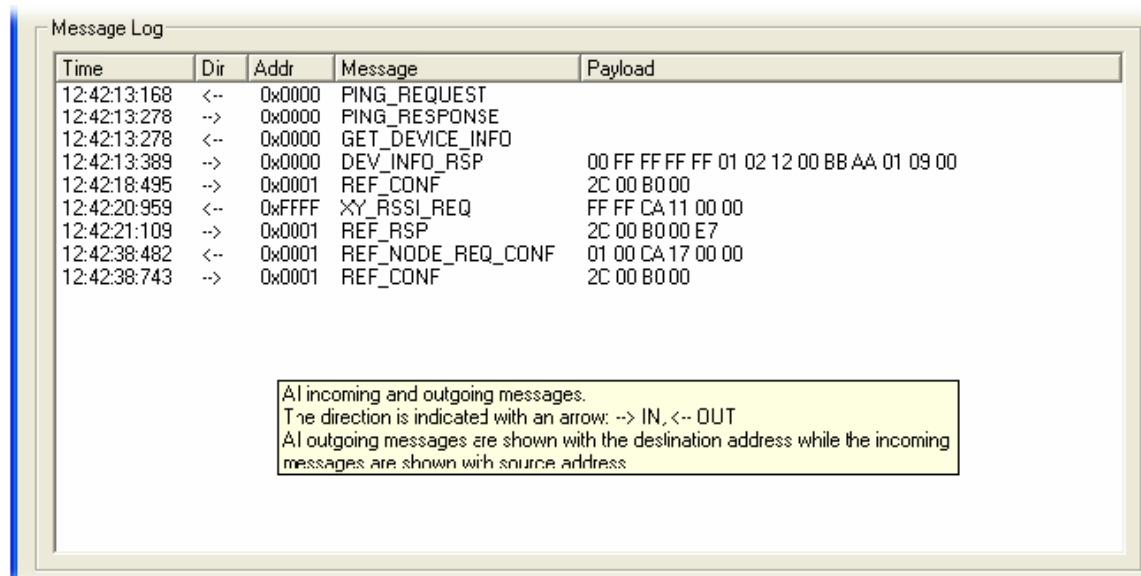 Message Log
Time Dir Addr Message Payload
12:42:13:168 <-- 0x0000 PING_REQUEST
12:42:13:278 --> 0x0000 PING_RESPONSE
12:42:13:278 <-- 0x0000 GET_DEVICE_INFO
12:42:13:389 --> 0x0000 DEV_INFO_RSP 00 FF FF FF FF 01 02 12 00 BB AA 01 09 00
12:42:18:495 --> 0x0001 REF_CONF 2C 00 B0 00
12:42:20:959 <-- 0xFFFF XY_RSSI_REQ FF FF CA 11 00 00
12:42:21:109 --> 0x0001 REF_RSP 2C 00 B0 00 E7
12:42:38:482 <-- 0x0001 REF_NODE_REQ_CONF 01 00 CA 17 00 00
12:42:38:743 --> 0x0001 REF_CONF 2C 00 B0 00
All incoming and outgoing messages.
The direction is indicated with an arrow: --> IN, <-- OUT
All outgoing messages are shown with the destination address while the incoming
messages are shown with source address